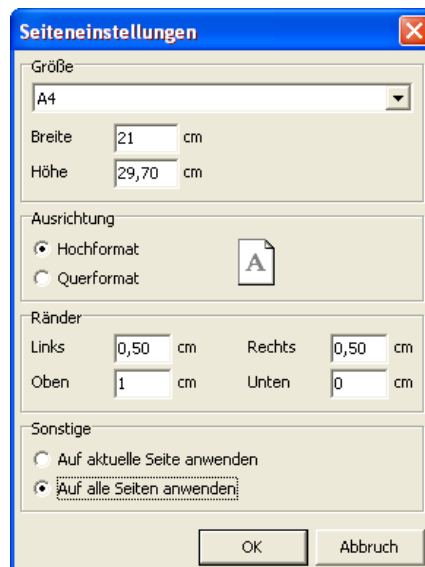 Seiteneinstellungen
Größe
A4
Breite 21 cm
Höhe 29,70 cm
Ausrichtung
Hochformat
A
Querformat
Ränder
Links 0,50 cm Rechts 0,50 cm
Oben 1 cm Unten 0 cm
Sonstige
Auf aktuelle Seite anwenden
Auf alle Seiten anwenden
OK Abbruch